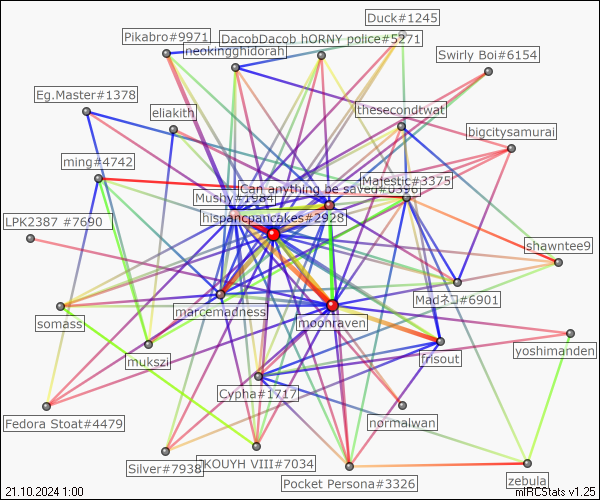 Duck#1245
Pikabro#9971
DacobDacob hORNY police#5271
neokingghidorah
Swirly Boi#6154
Eg.Master#1378
eliakith
thesecondtwat
bigcitysamurai
ming#4742
Can anything be saved#6396
Majestic#3375
Mushy#1984
hispanicpancakes#2928
LPK2387 #7690
shawntee9
MadネコJ#6901
somass
marcemadness
moonraven
mukszi
frisout
yoshimanden
Cypha#1717
Fedora Stoat#4479
normalwan
Silver#7938
KOUYH VIII#7034
Pocket Persona#3326
zebula
21.10.2024 1:00
mIRCStats v1.25